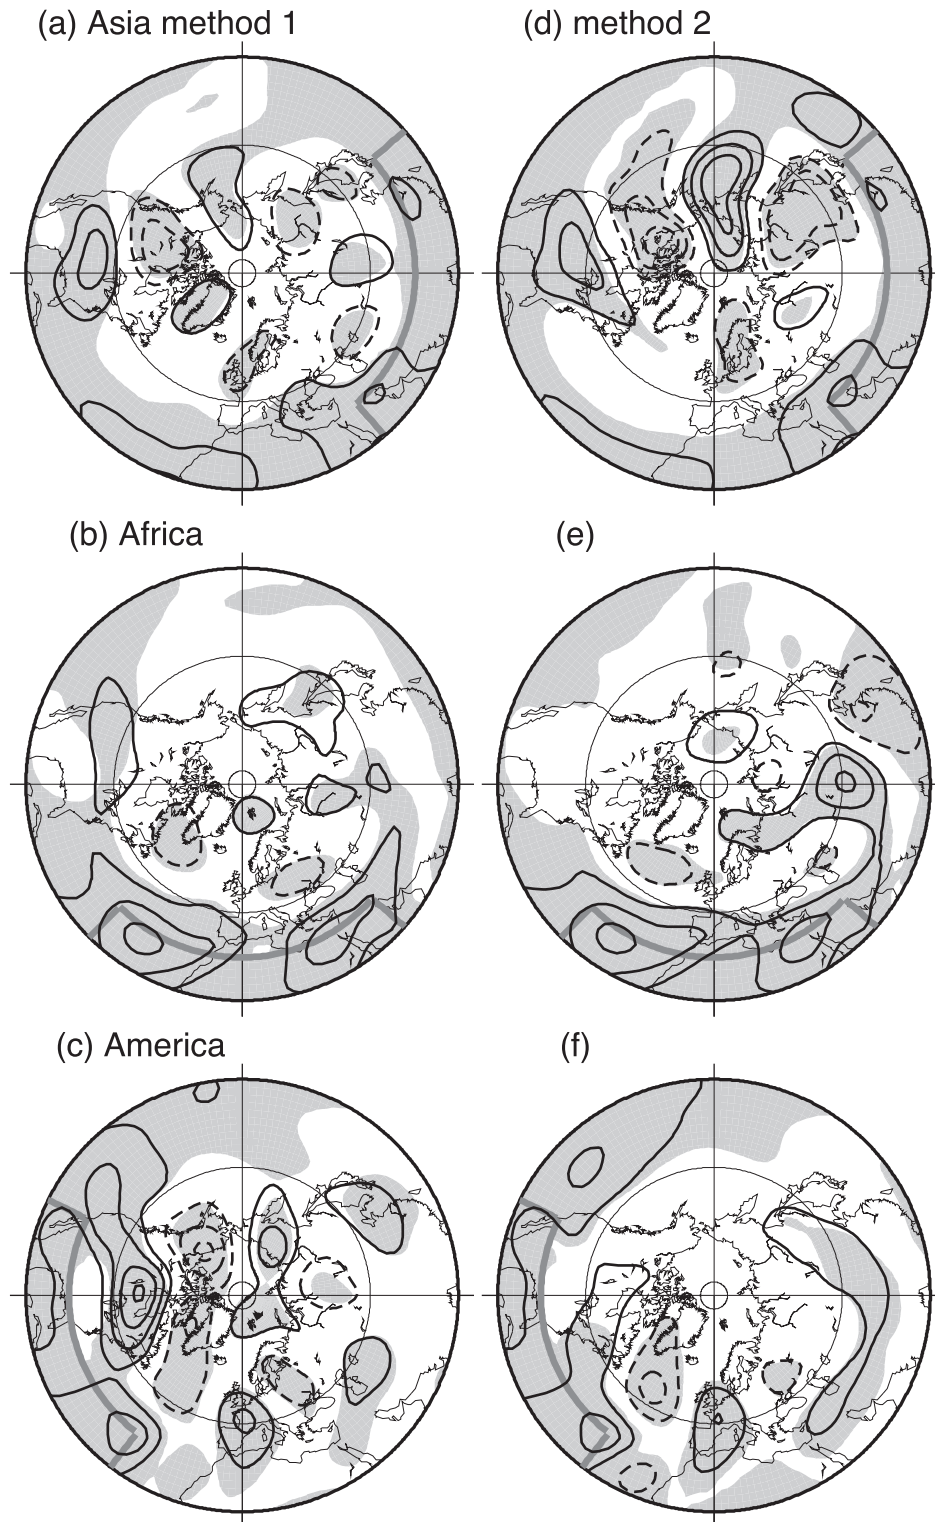 (a) Asia method 1
(d) method 2
(b) Africa
(e)
(c) America
(f)